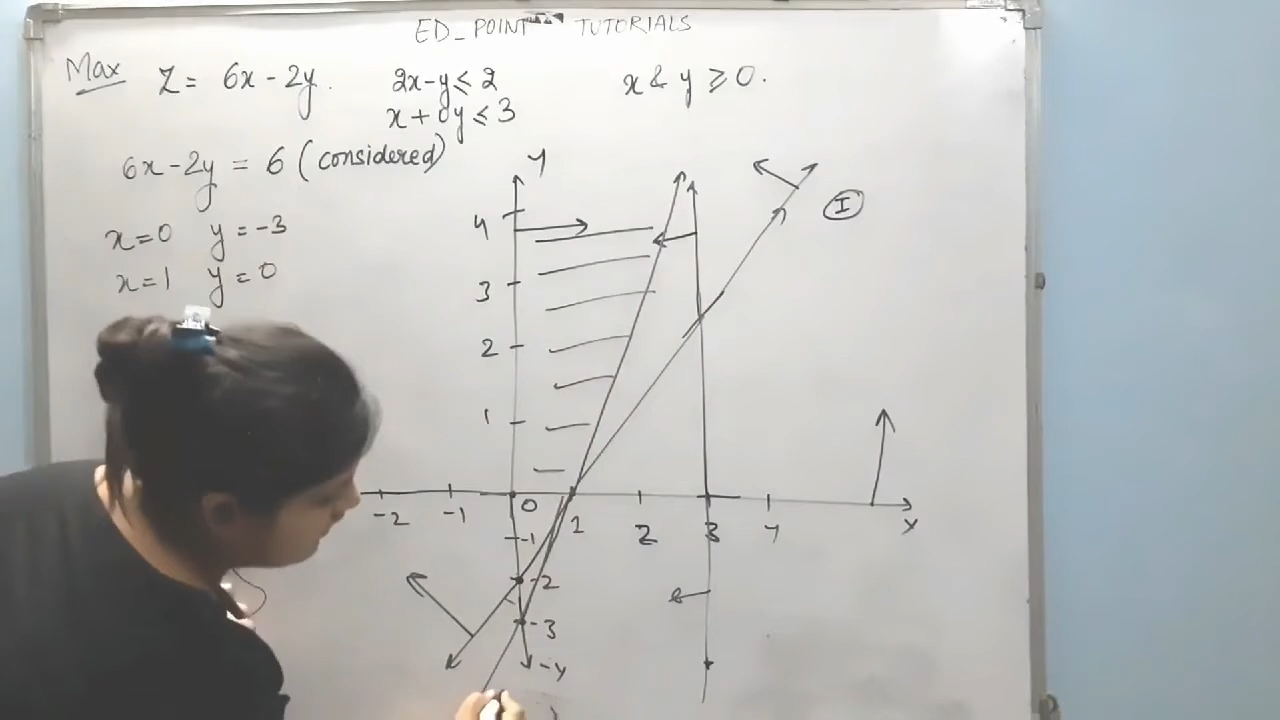 ED_POINT TUTORIALS
Max Z = 6x - 2y. 2x-y ≤ 2 x & y ≥ 0.
x + 0y ≤ 3
6x - 2y = 6 (considered)
x=0 y = -3
x=1 y = 0
y
I
4
3
2
1
-2 -1 0 1 2 3 4 x
-1
-2
-3
-y